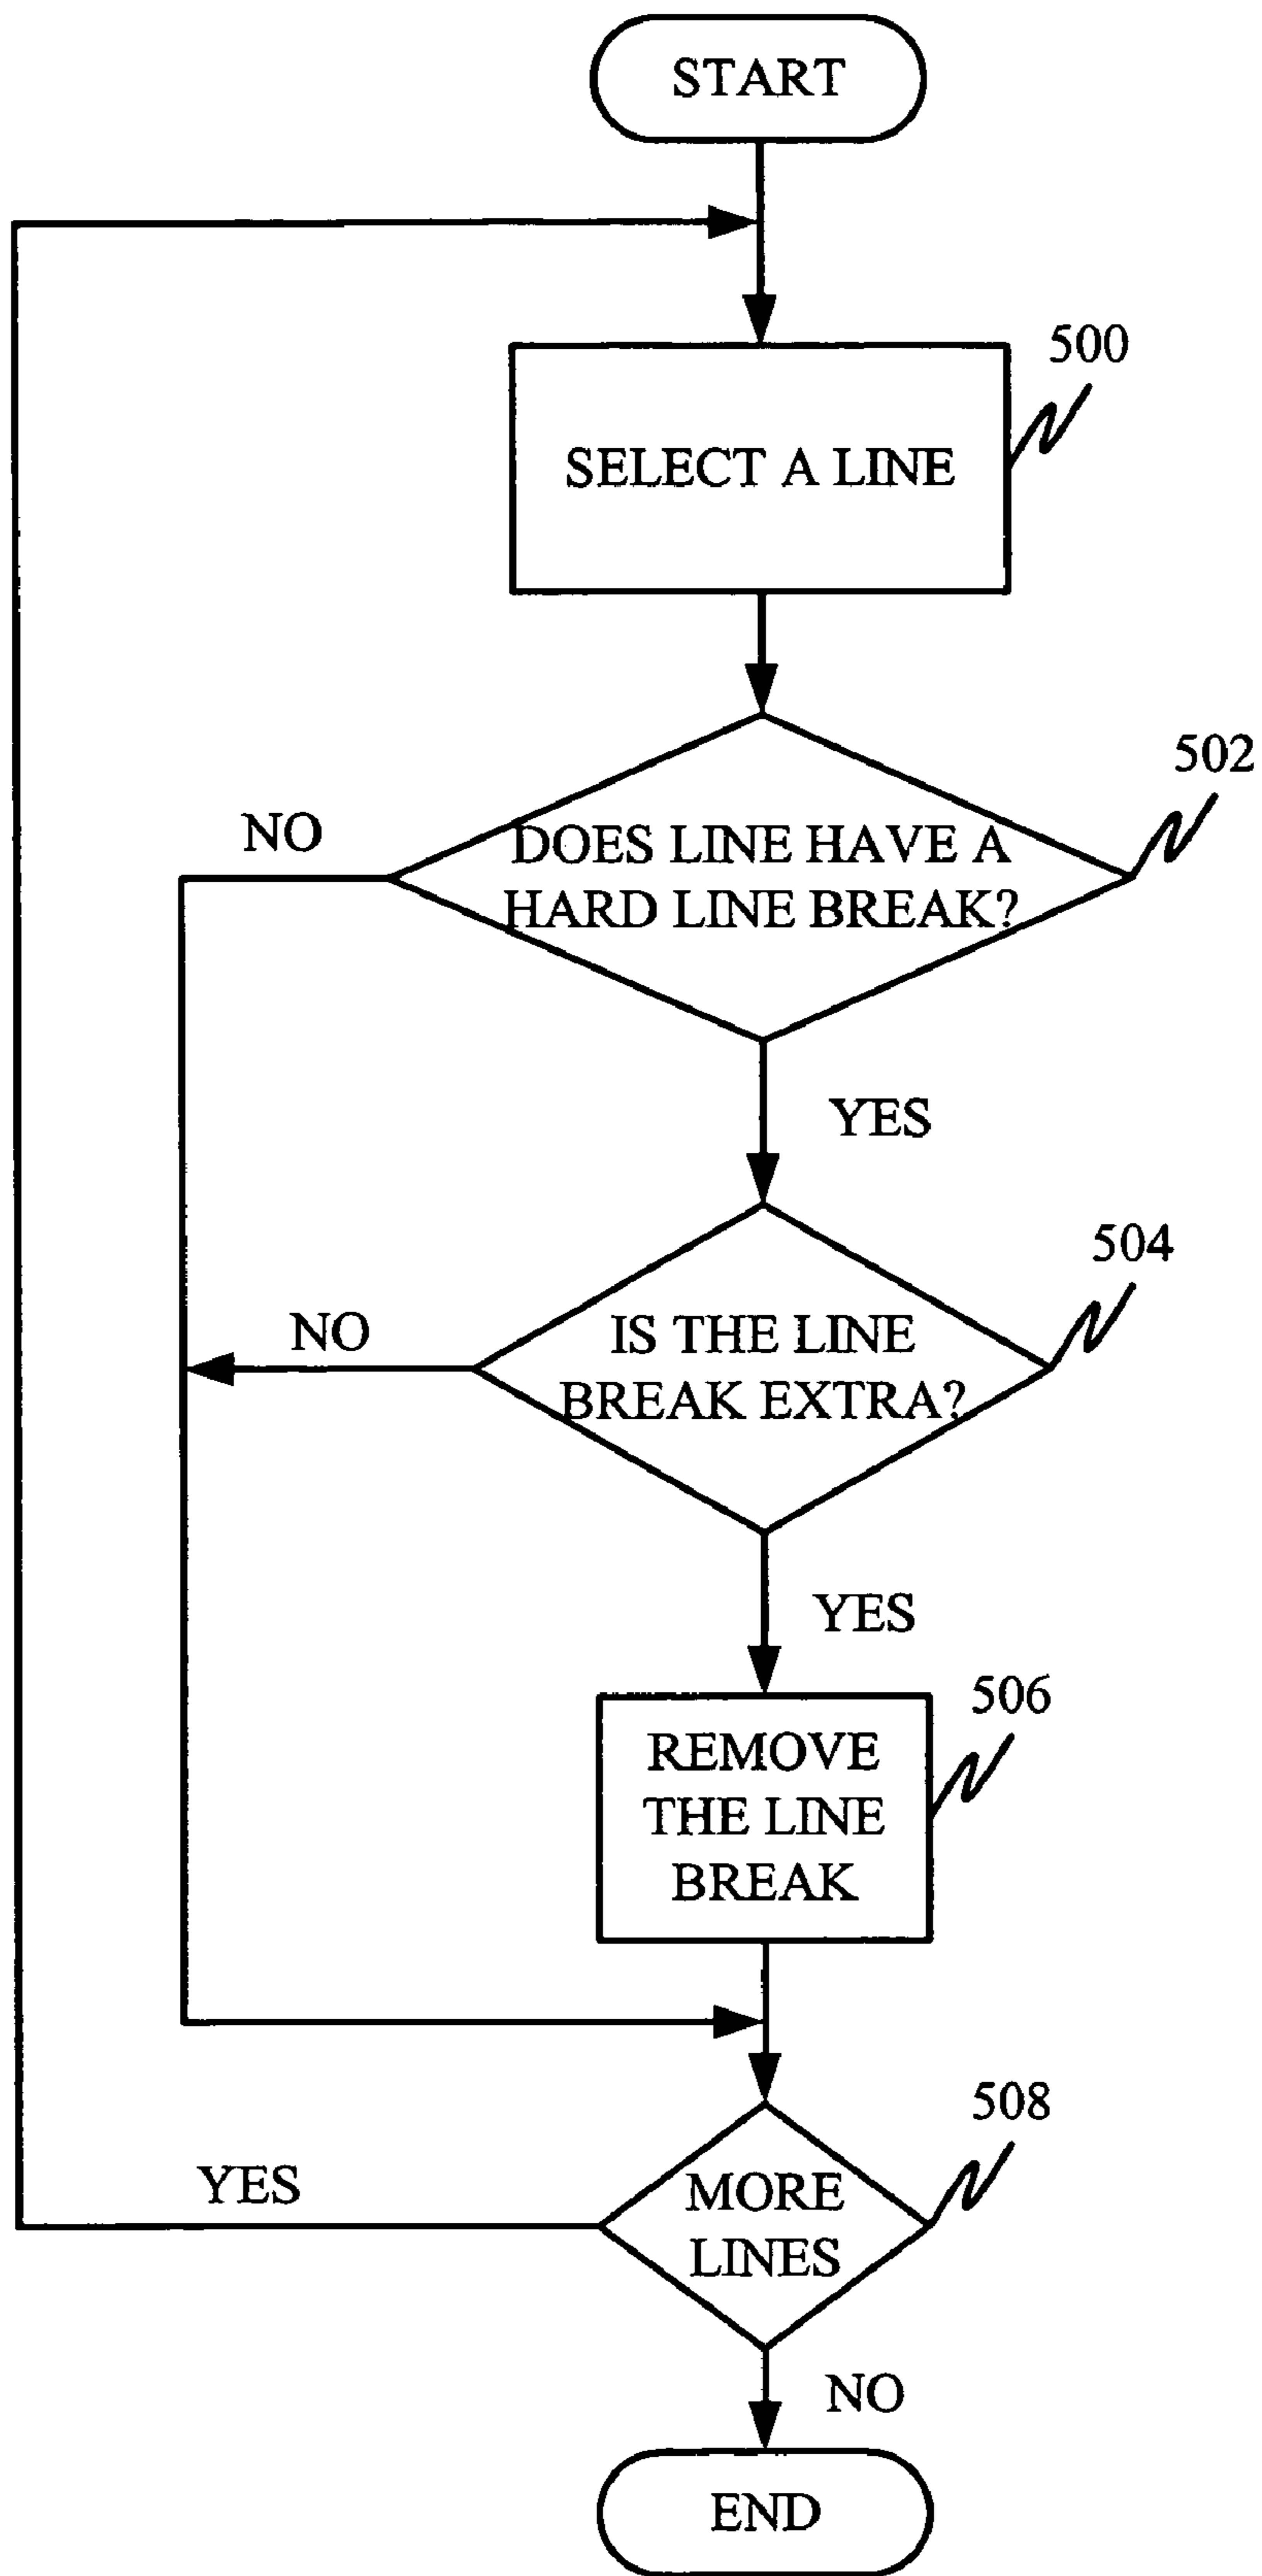 START
500
SELECT A LINE
502
NO
DOES LINE HAVE A
HARD LINE BREAK?
YES
504
NO
IS THE LINE
BREAK EXTRA?
YES
506
REMOVE
THE LINE
BREAK
508
YES
MORE
LINES
NO
END